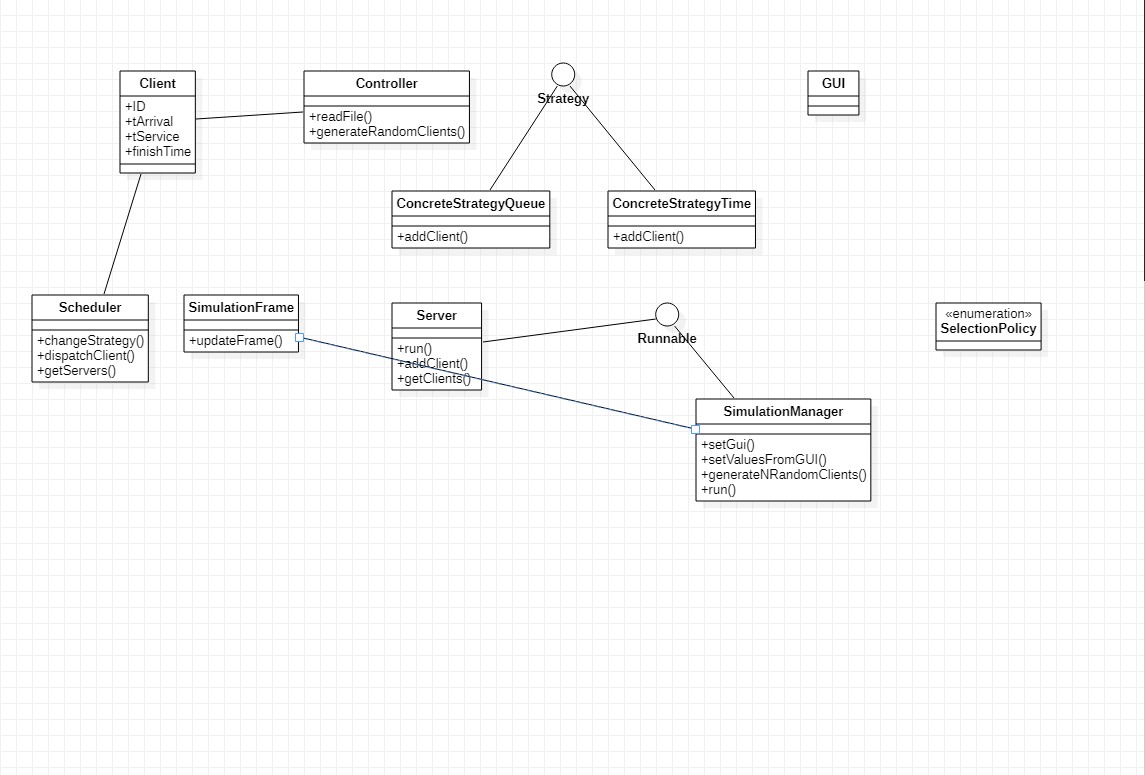 Client
+ID
+tArrival
+tService
+finishTime
Controller
+readFile()
+generateRandomClients()
Strategy
GUI
ConcreteStrategyQueue
+addClient()
ConcreteStrategyTime
+addClient()
Scheduler
+changeStrategy()
+dispatchClient()
+getServers()
SimulationFrame
+updateFrame()
Server
+run()
+addClient()
+getClients()
Runnable
«enumeration»
SelectionPolicy
SimulationManager
+setGui()
+setValuesFromGUI()
+generateNRandomClients()
+run()